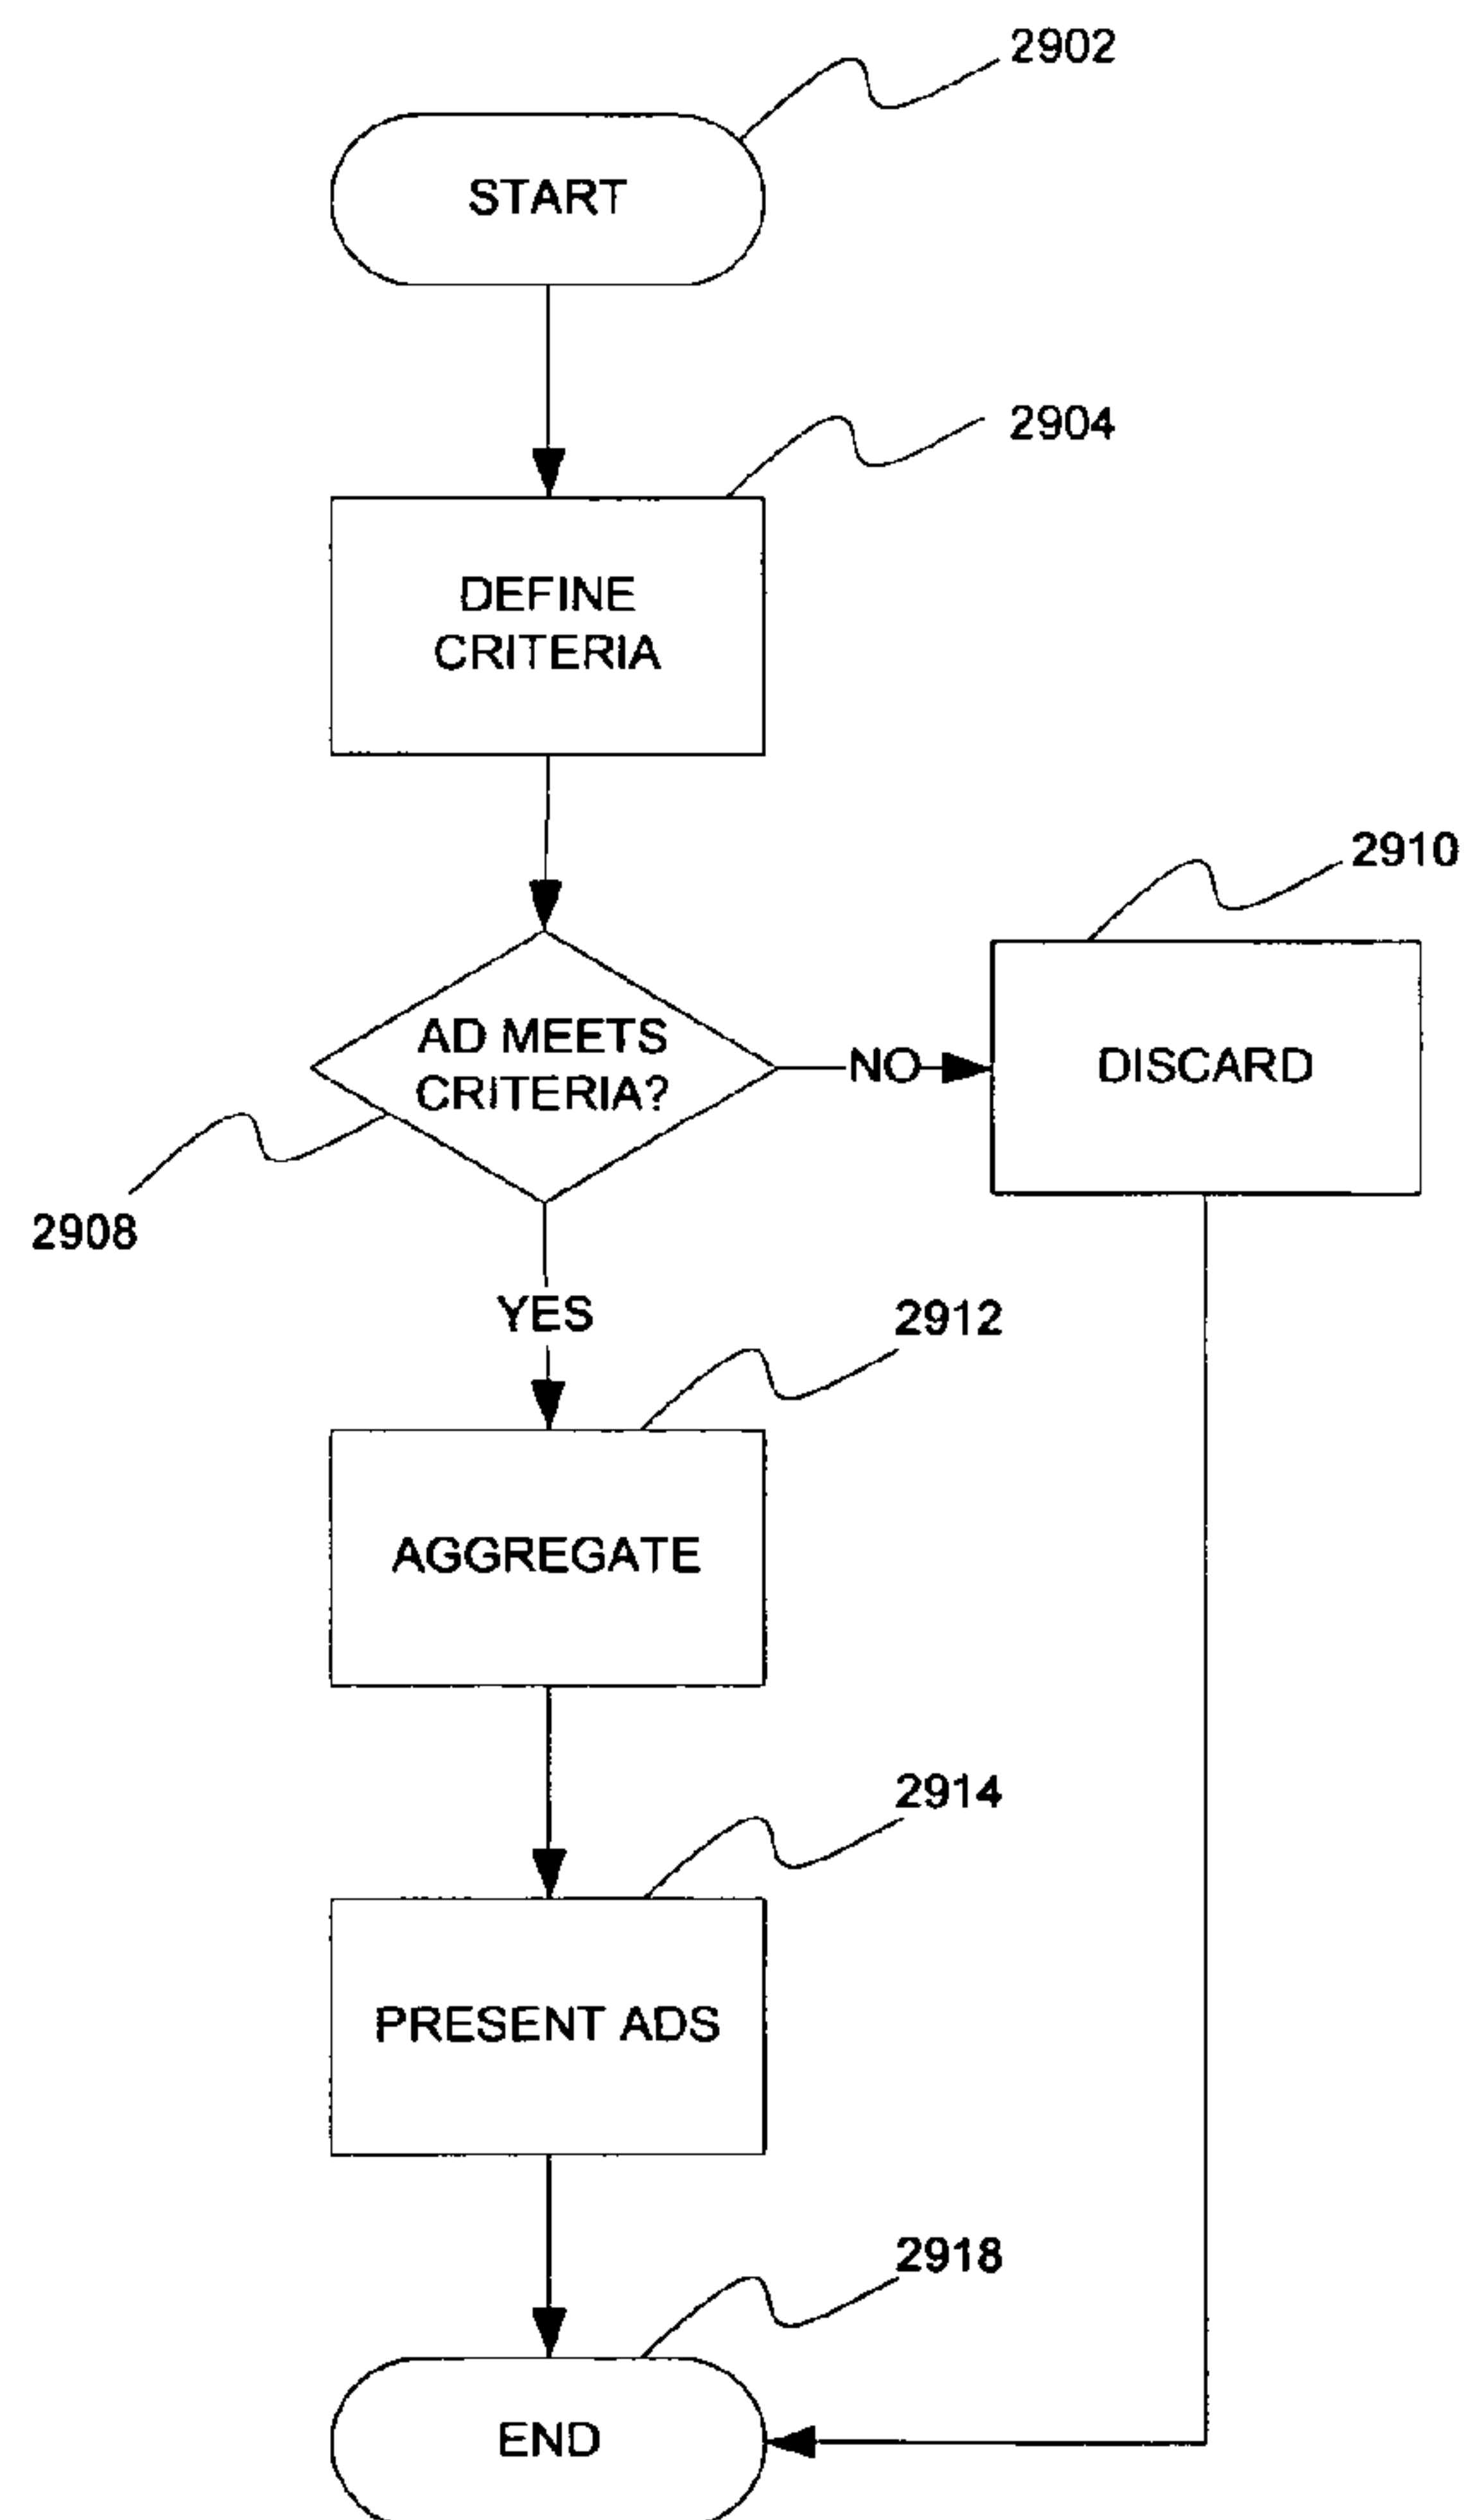 2902
START
2904
DEFINE
CRITERIA
2910
AD MEETS
CRITERIA?
NO
DISCARD
2908
YES
2912
AGGREGATE
2914
PRESENT ADS
2918
END